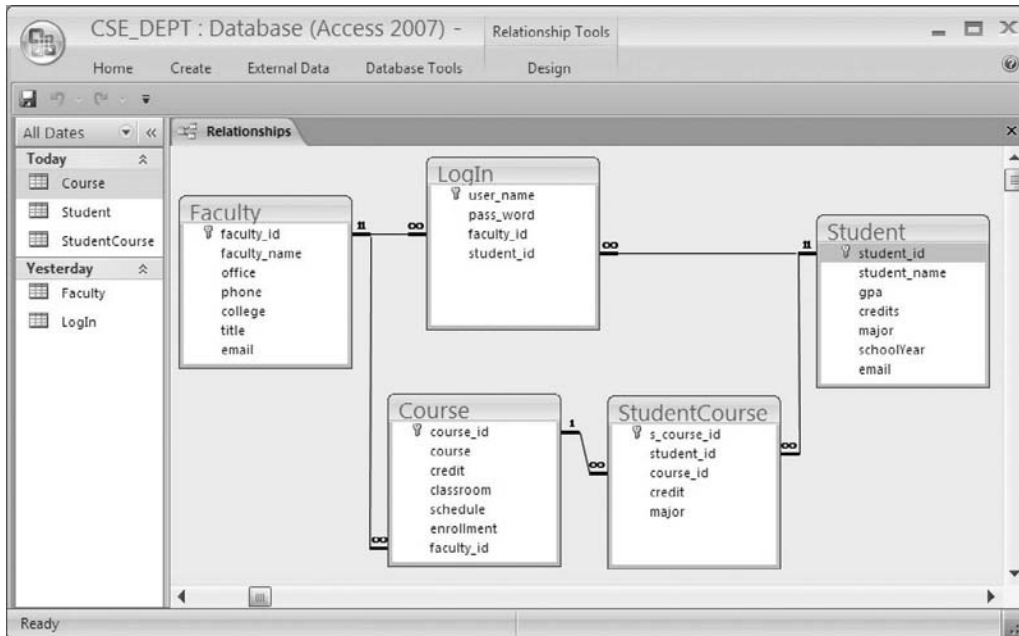 CSE_DEPT : Database (Access 2007) -
Relationship Tools
Home
Create
External Data
Database Tools
Design
All Dates
Relationships
Today
Course
Student
StudentCourse
Yesterday
Faculty
LogIn
Faculty
faculty_id
faculty_name
office
phone
college
title
email
LogIn
user_name
pass_word
faculty_id
student_id
Student
student_id
student_name
gpa
credits
major
schoolYear
email
Course
course_id
course
credit
classroom
schedule
enrollment
faculty_id
StudentCourse
s_course_id
student_id
course_id
credit
major
11
∞
∞
11
1
∞
∞
∞
Ready